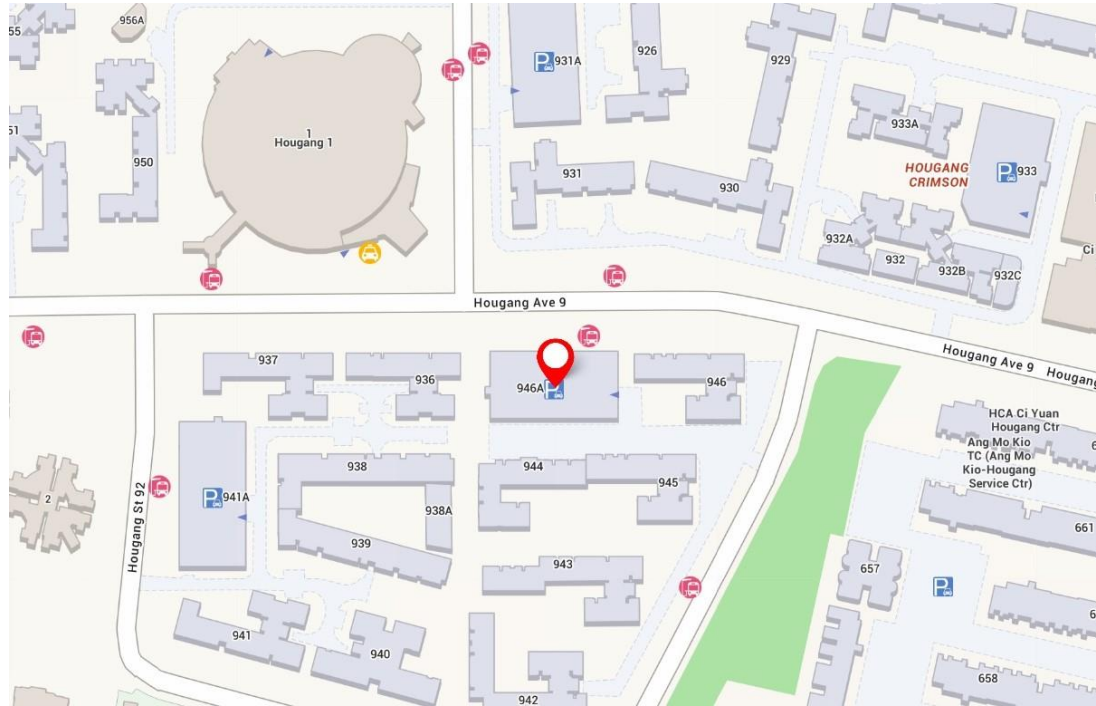 956A
55
931A
926
929
933A
1
Hougang 1
51
950
931
930
HOUGANG
CRIMSON
933
932A
932
932B
932C
Ci
Hougang Ave 9
Hougang Ave 9
Hougang
937
936
946A
946
HCA Ci Yuan
Hougang Ctr
Ang Mo Kio
TC (Ang Mo
Kio-Hougang
Service Ctr)
938
944
945
2
Hougang St 92
941A
938A
939
661
943
657
941
940
942
658
6